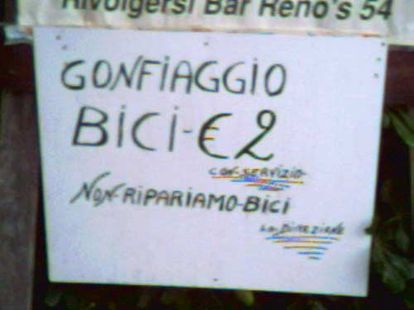 Rivolgersi Bar Reno's 54
GONFIAGGIO
BICI-€2
CON SERVIZIO
NON-RIPARIAMO-BICI
LA DIREZIONE